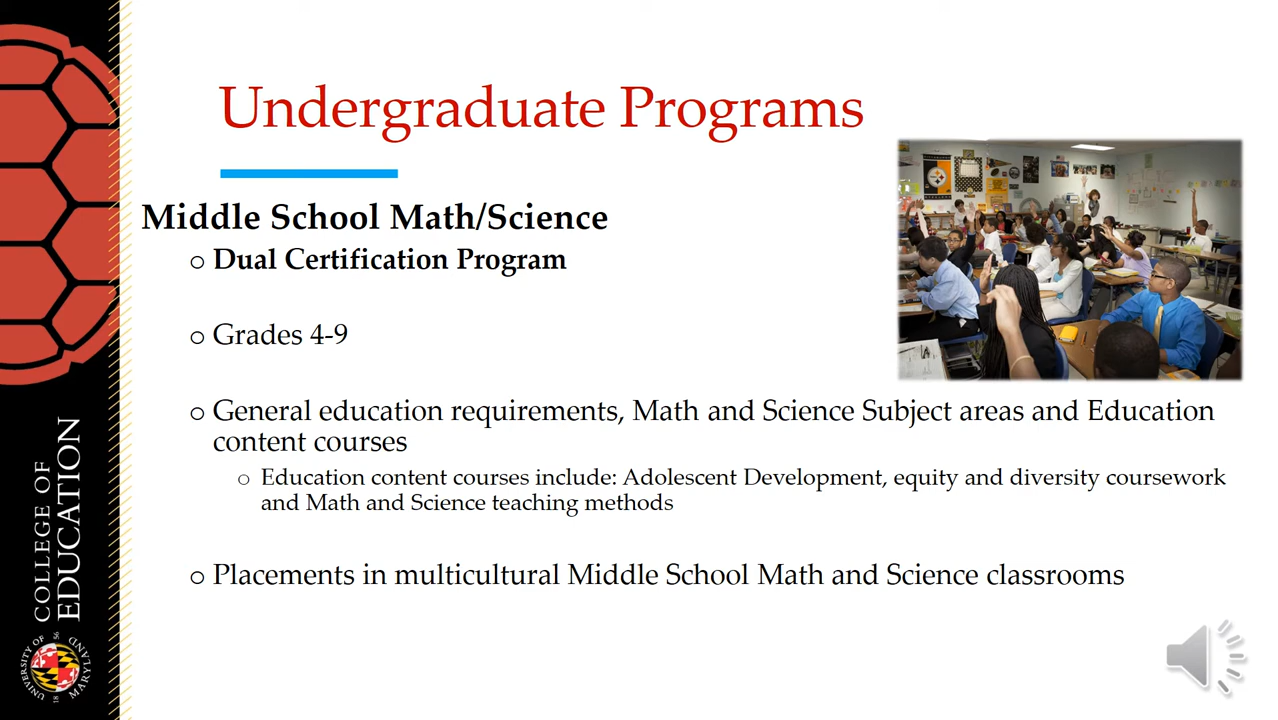 Undergraduate Programs
Middle School Math/Science
Dual Certification Program
Grades 4-9
General education requirements, Math and Science Subject areas and Education
content courses
Education content courses include: Adolescent Development, equity and diversity coursework
and Math and Science teaching methods
Placements in multicultural Middle School Math and Science classrooms
COLLEGE OF
EDUCATION
UNIVERSITY OF
MARYLAND
18 56